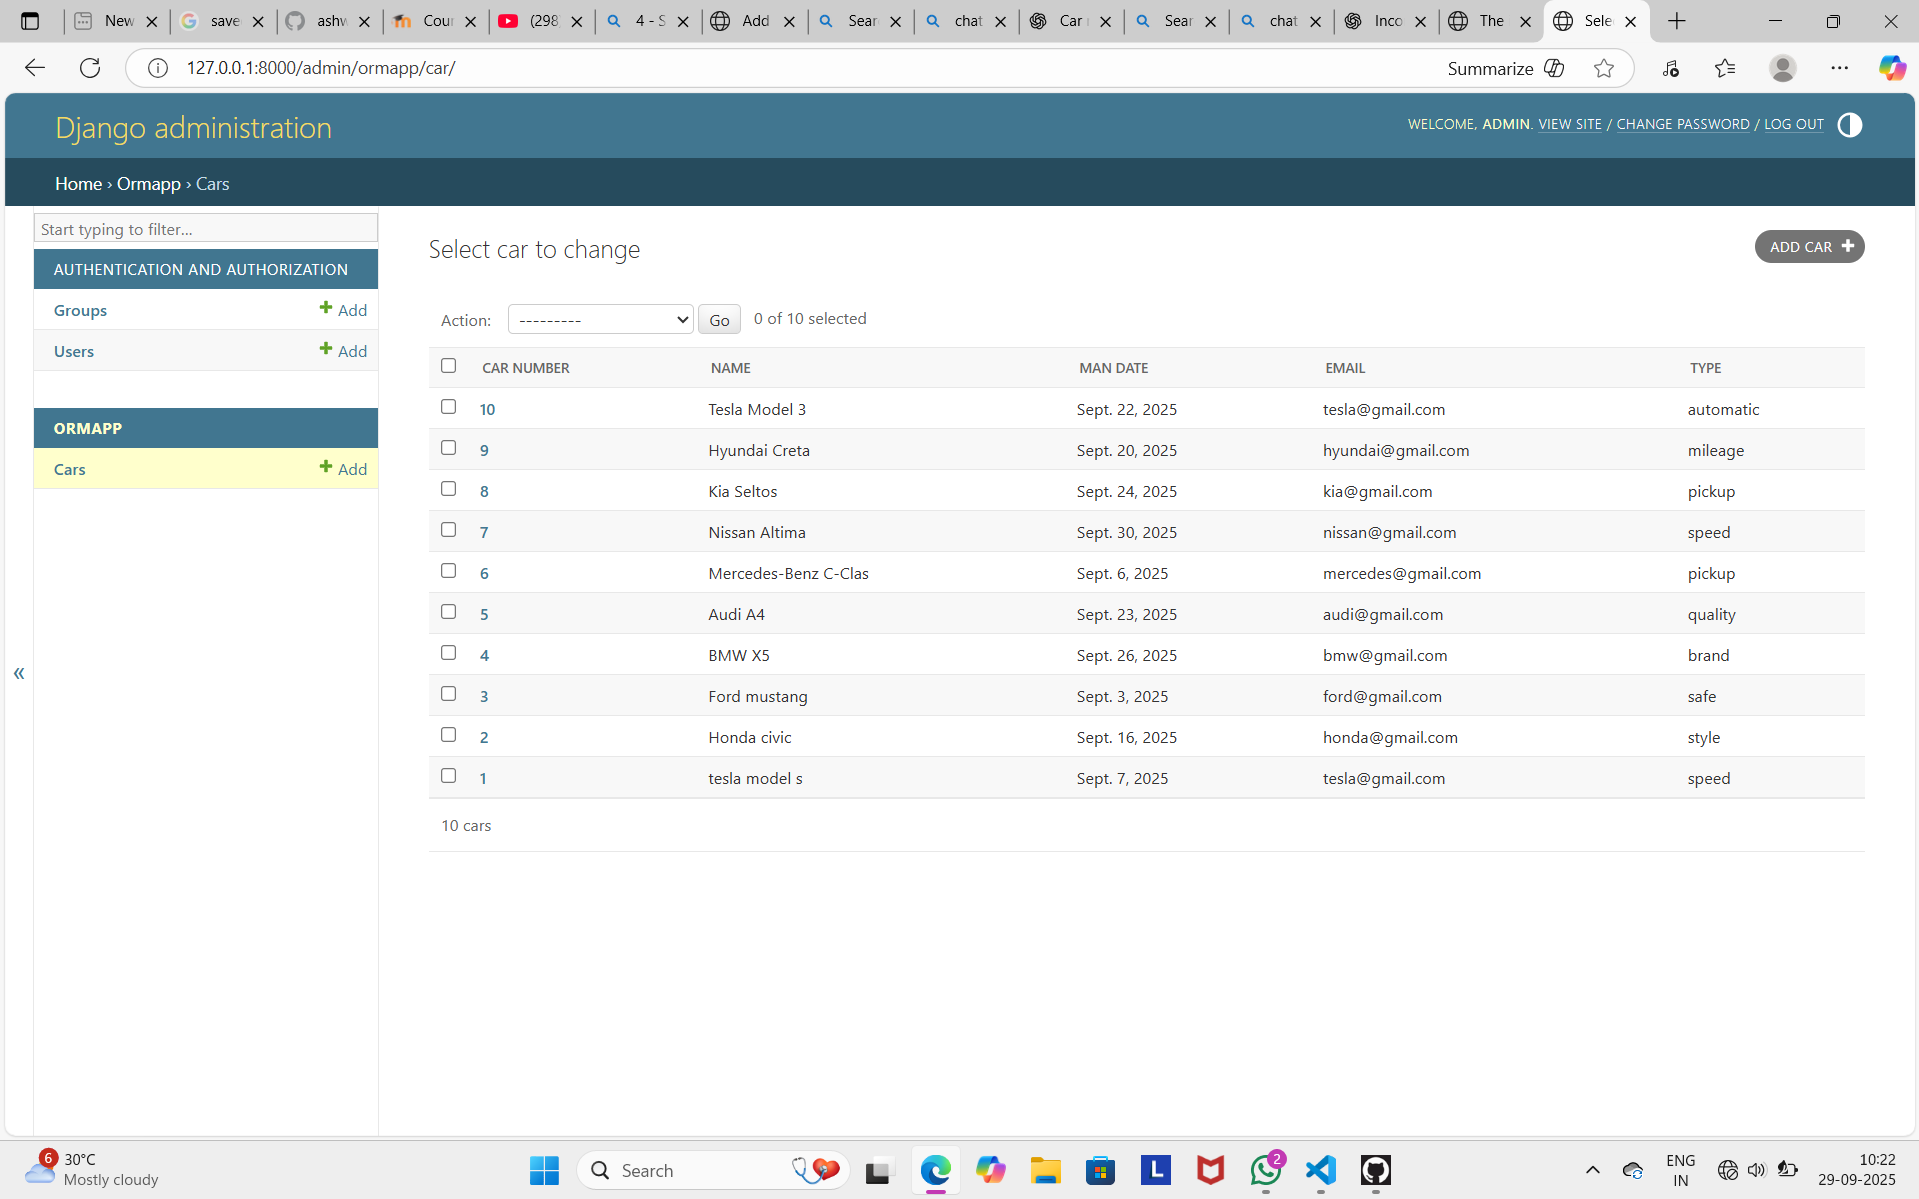 New
save
ashw
Cour
(298
4 - S
Add
Sear
chat
Car
Sear
chat
Inco
The
Sele
127.0.0.1:8000/admin/ormapp/car/
Summarize
Django administration
WELCOME, ADMIN. VIEW SITE / CHANGE PASSWORD / LOG OUT
Home › Ormapp › Cars
Start typing to filter...
AUTHENTICATION AND AUTHORIZATION
Groups Add
Users Add
ORMAPP
Cars Add
«
Select car to change
ADD CAR
Action: --------- Go 0 of 10 selected
CAR NUMBER NAME MAN DATE EMAIL TYPE
10 Tesla Model 3 Sept. 22, 2025 tesla@gmail.com automatic
9 Hyundai Creta Sept. 20, 2025 hyundai@gmail.com mileage
8 Kia Seltos Sept. 24, 2025 kia@gmail.com pickup
7 Nissan Altima Sept. 30, 2025 nissan@gmail.com speed
6 Mercedes-Benz C-Clas Sept. 6, 2025 mercedes@gmail.com pickup
5 Audi A4 Sept. 23, 2025 audi@gmail.com quality
4 BMW X5 Sept. 26, 2025 bmw@gmail.com brand
3 Ford mustang Sept. 3, 2025 ford@gmail.com safe
2 Honda civic Sept. 16, 2025 honda@gmail.com style
1 tesla model s Sept. 7, 2025 tesla@gmail.com speed
10 cars
6
30°C
Mostly cloudy
Search
L
2
ENG
IN
10:22
29-09-2025